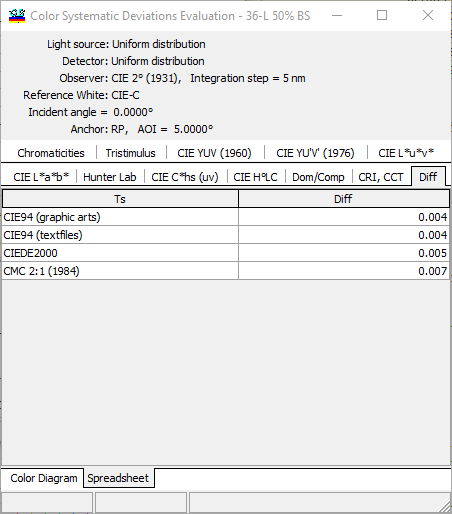 Color Systematic Deviations Evaluation - 36-L 50% BS
Light source: Uniform distribution
Detector: Uniform distribution
Observer: CIE 2° (1931), Integration step = 5 nm
Reference White: CIE-C
Incident angle = 0.0000°
Anchor: RP, AOI = 5.0000°
Chromaticities Tristimulus CIE YUV (1960) CIE YU'V' (1976) CIE L*u*v*
CIE L*a*b* Hunter Lab CIE C*hs (uv) CIE H°LC Dom/Comp CRI, CCT Diff
Ts Diff
CIE94 (graphic arts) 0.004
CIE94 (textfiles) 0.004
CIEDE2000 0.005
CMC 2:1 (1984) 0.007
Color Diagram Spreadsheet